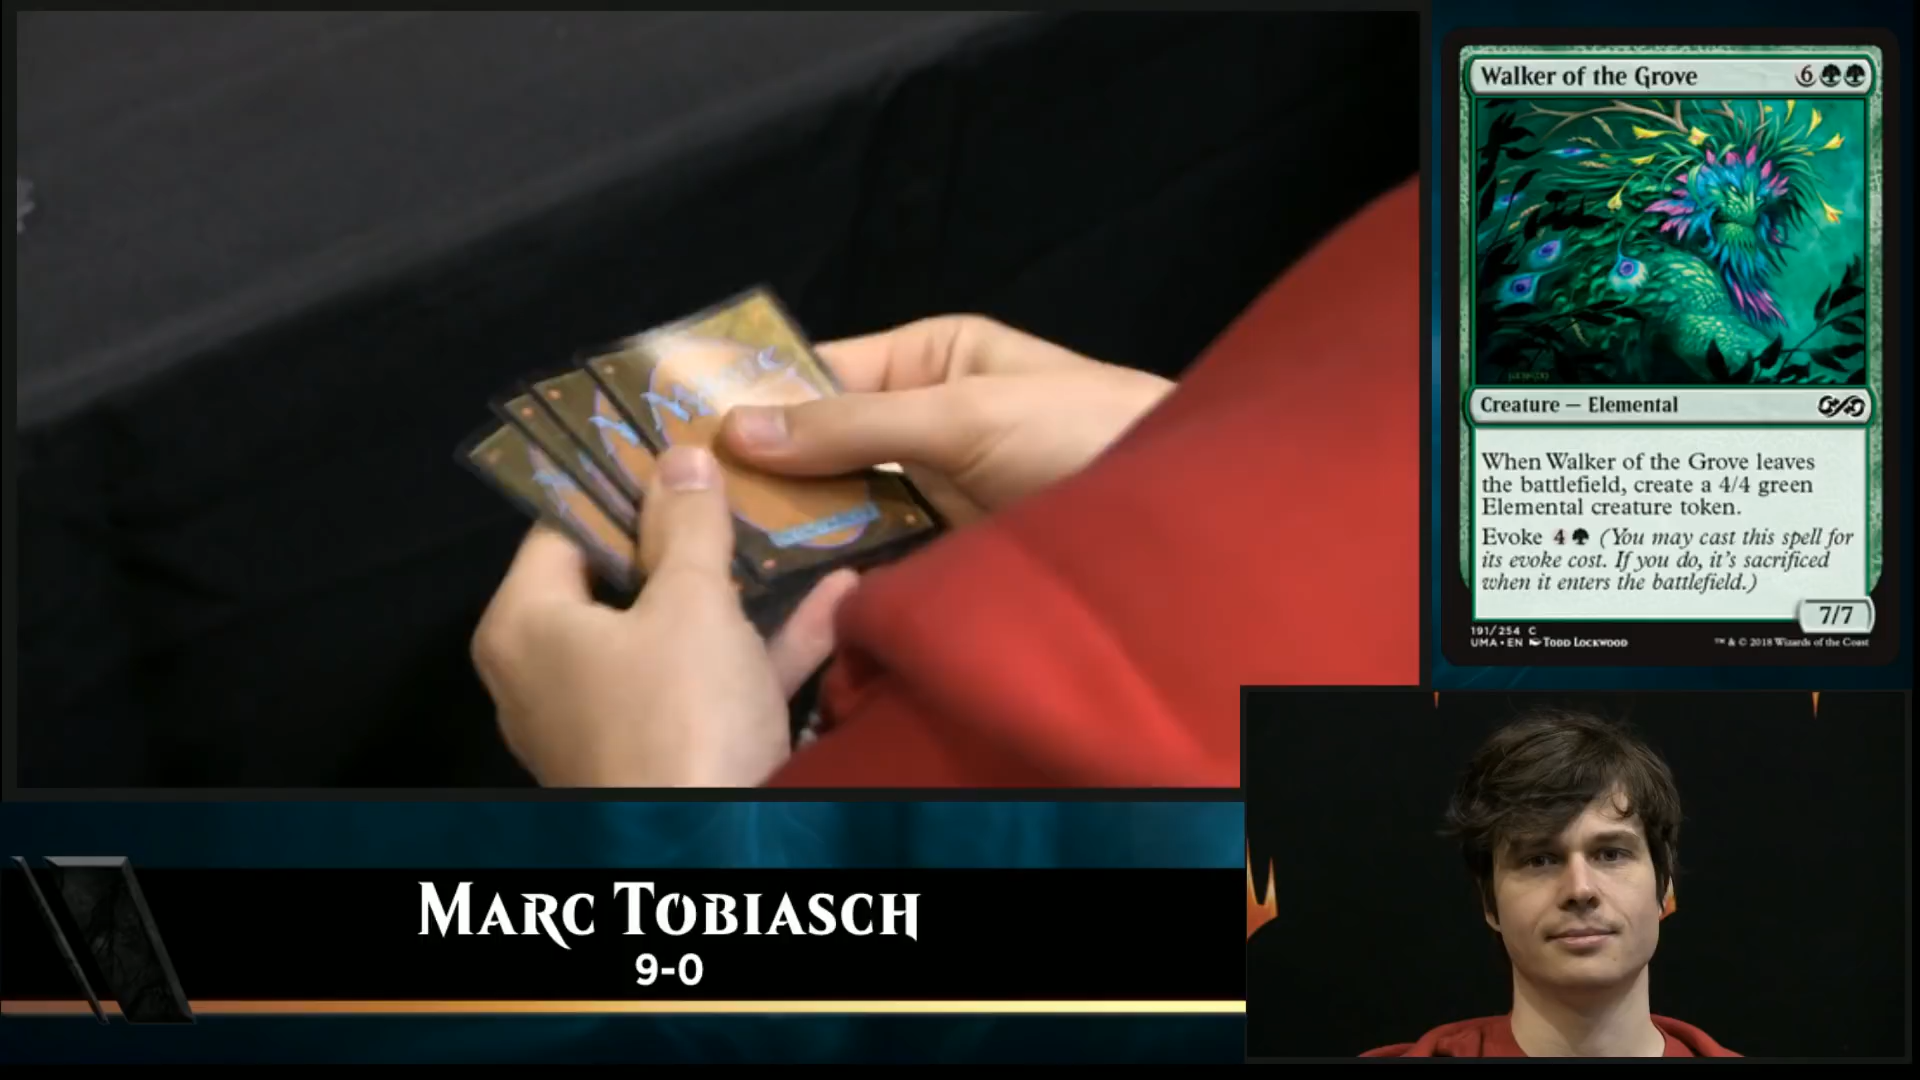 Walker of the Grove 6
Creature — Elemental
When Walker of the Grove leaves
the battlefield, create a 4/4 green
Elemental creature token.
Evoke 4 (You may cast this spell for
its evoke cost. If you do, it's sacrificed
when it enters the battlefield.)
7/7
191/254 C
UMA • EN Todd Lockwood
™ & © 2018 Wizards of the Coast
Magic
Marc Tobiasch
9-0